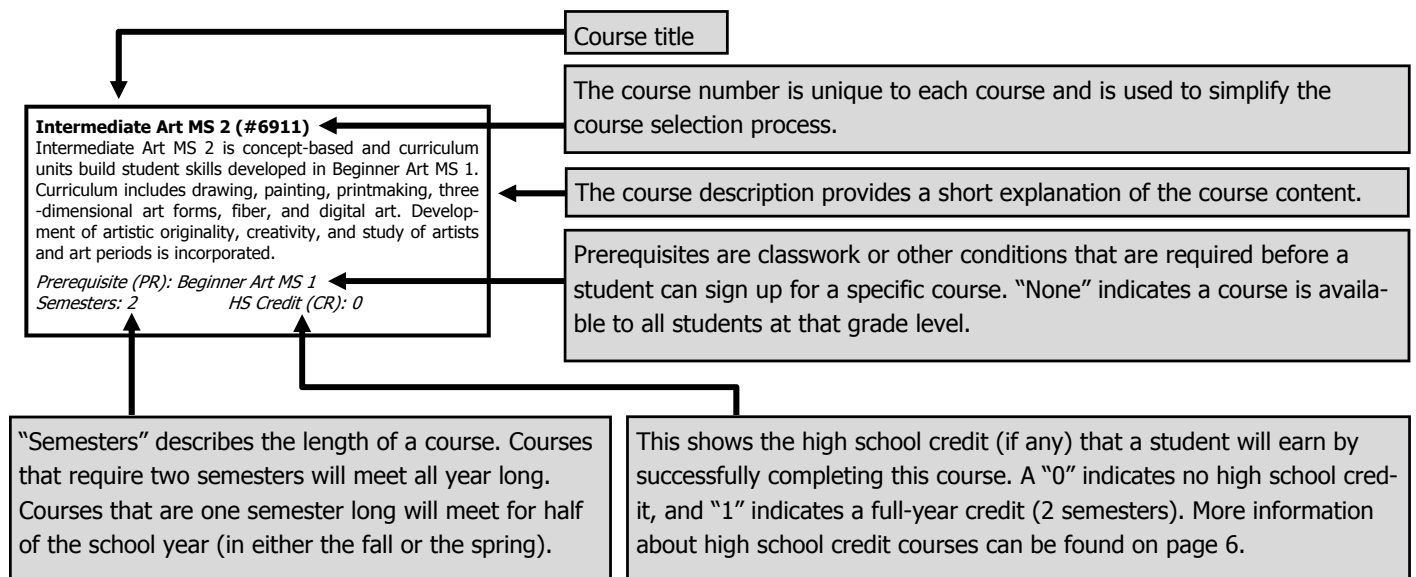 Course title
The course number is unique to each course and is used to simplify the
course selection process.
Intermediate Art MS 2 (#6911)
Intermediate Art MS 2 is concept-based and curriculum
units build student skills developed in Beginner Art MS 1.
Curriculum includes drawing, painting, printmaking, three
-dimensional art forms, fiber, and digital art. Develop-
ment of artistic originality, creativity, and study of artists
and art periods is incorporated.
Prerequisite (PR): Beginner Art MS 1
Semesters: 2 HS Credit (CR): 0
The course description provides a short explanation of the course content.
Prerequisites are classwork or other conditions that are required before a
student can sign up for a specific course. “None” indicates a course is availa-
ble to all students at that grade level.
“Semesters” describes the length of a course. Courses
that require two semesters will meet all year long.
Courses that are one semester long will meet for half
of the school year (in either the fall or the spring).
This shows the high school credit (if any) that a student will earn by
successfully completing this course. A “0” indicates no high school cred-
it, and “1” indicates a full-year credit (2 semesters). More information
about high school credit courses can be found on page 6.